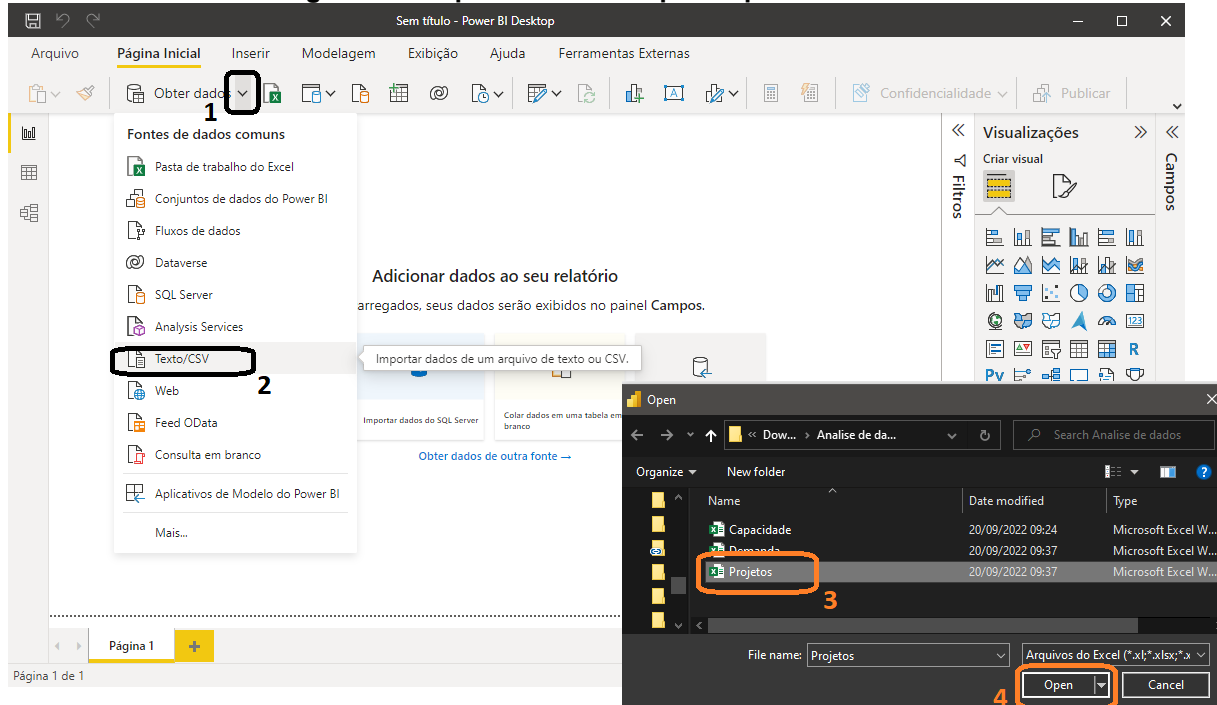 Sem título - Power BI Desktop
Arquivo Página Inicial Inserir Modelagem Exibição Ajuda Ferramentas Externas
Obter dados Confidencialidade Publicar
1
Fontes de dados comuns
Pasta de trabalho do Excel
Conjuntos de dados do Power BI
Fluxos de dados
Dataverse
SQL Server
Analysis Services
Texto/CSV
2
Web
Feed OData
Consulta em branco
Aplicativos de Modelo do Power BI
Mais...
Adicionar dados ao seu relatório
arregados, seus dados serão exibidos no painel Campos.
Importar dados de um arquivo de texto ou CSV.
Importar dados do SQL Server
Colar dados em uma tabela em
branco
Obter dados de outra fonte →
Filtros
Visualizações
Criar visual
123
R
Py
Campos
Página 1
Página 1 de 1
Open
« Dow... › Analise de da...
Search Analise de dados
Organize New folder
Name Date modified Type
Capacidade 20/09/2022 09:24 Microsoft Excel W...
Demanda 20/09/2022 09:37 Microsoft Excel W...
Projetos 20/09/2022 09:37 Microsoft Excel W...
3
File name: Projetos Arquivos do Excel (*.xl;*.xlsx;*.x
4 Open Cancel